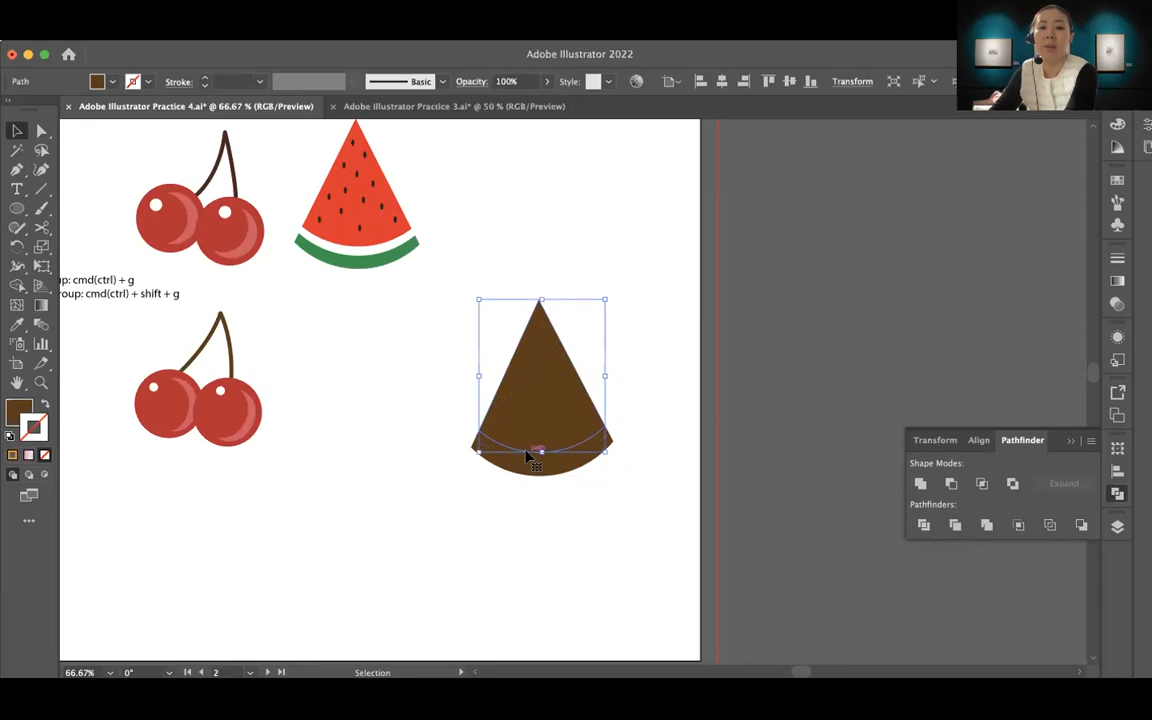 Adobe Illustrator 2022
Path
Stroke:
Basic
Opacity: 100%
Style:
Transform
Adobe Illustrator Practice 4.ai* @ 66.67 % (RGB/Preview)
Adobe Illustrator Practice 3.ai* @ 50 % (RGB/Preview)
up: cmd(ctrl) + g
roup: cmd(ctrl) + shift + g
Transform
Align
Pathfinder
Shape Modes:
Expand
Pathfinders:
66.67%
0°
2
Selection